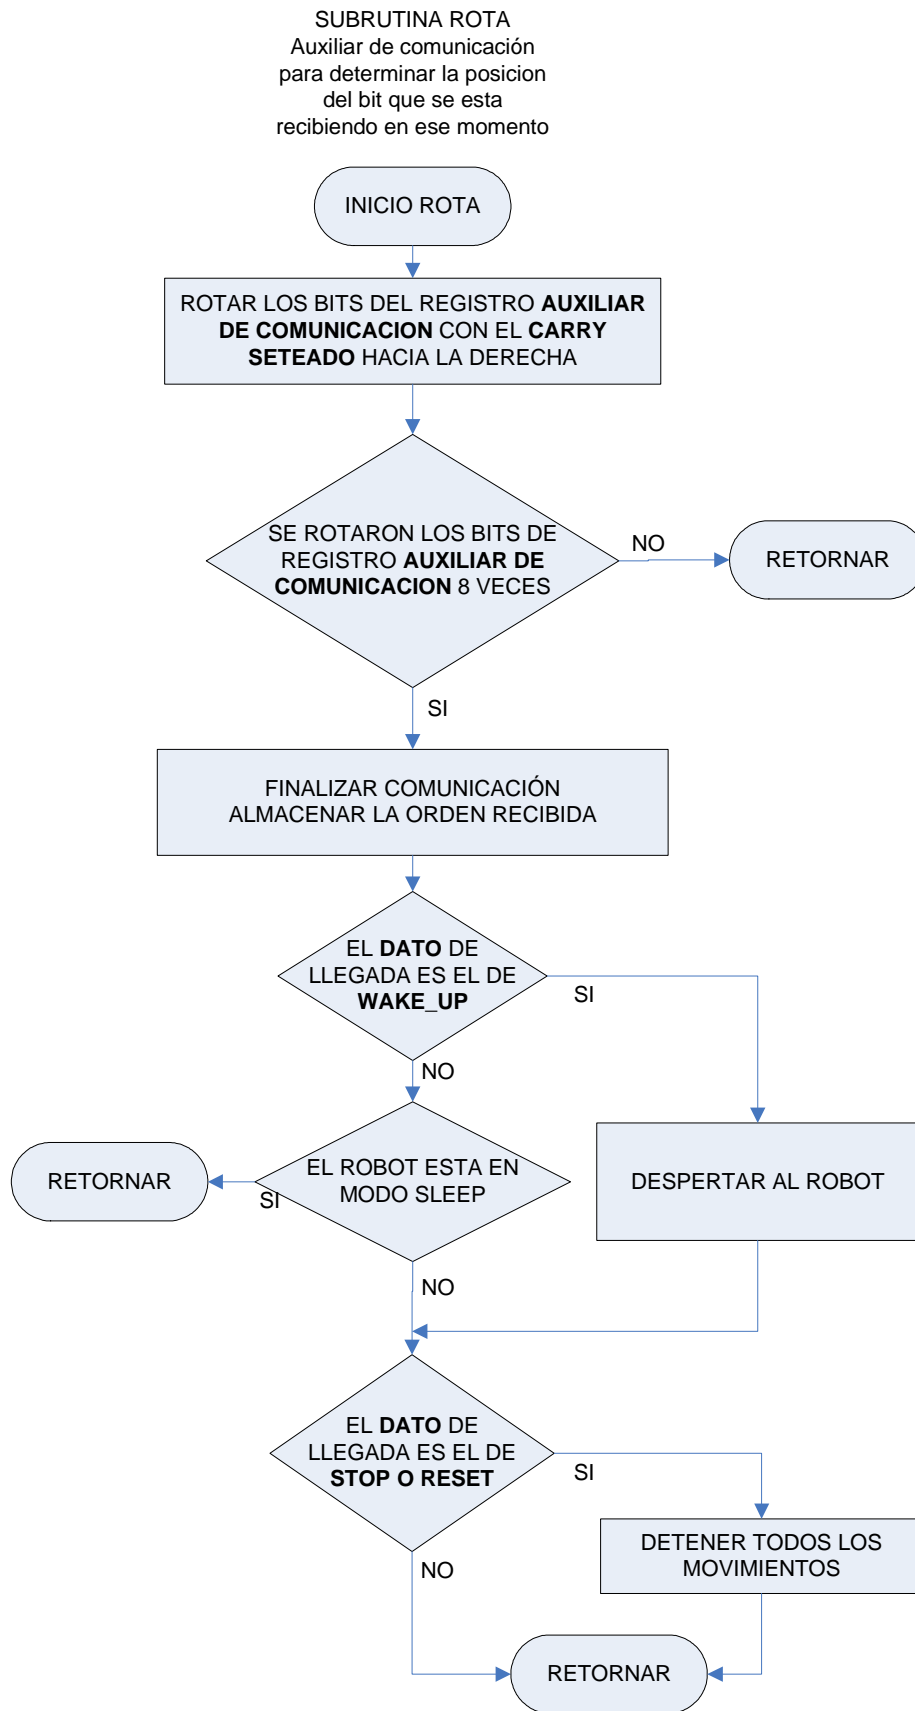 SUBRUTINA ROTA
Auxiliar de comunicación
para determinar la posicion
del bit que se esta
recibiendo en ese momento
INICIO ROTA
ROTAR LOS BITS DEL REGISTRO AUXILIAR
DE COMUNICACION CON EL CARRY
SETEADO HACIA LA DERECHA
SE ROTARON LOS BITS DE
REGISTRO AUXILIAR DE
COMUNICACION 8 VECES
NO
RETORNAR
SI
FINALIZAR COMUNICACIÓN
ALMACENAR LA ORDEN RECIBIDA
EL DATO DE
LLEGADA ES EL DE
WAKE_UP
SI
NO
RETORNAR
SI
EL ROBOT ESTA EN
MODO SLEEP
DESPERTAR AL ROBOT
NO
EL DATO DE
LLEGADA ES EL DE
STOP O RESET
SI
DETENER TODOS LOS
MOVIMIENTOS
NO
RETORNAR